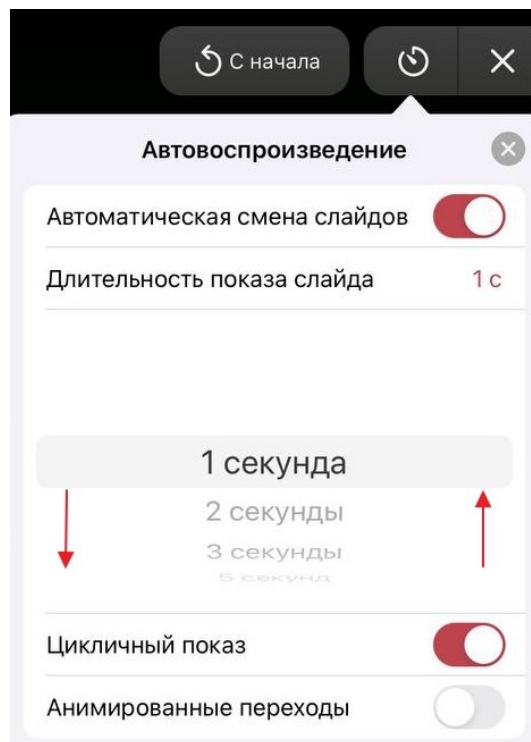 С начала
Автовоспроизведение
Автоматическая смена слайдов
Длительность показа слайда 1 с
1 секунда
2 секунды
3 секунды
5 секунд
Цикличный показ
Анимированные переходы